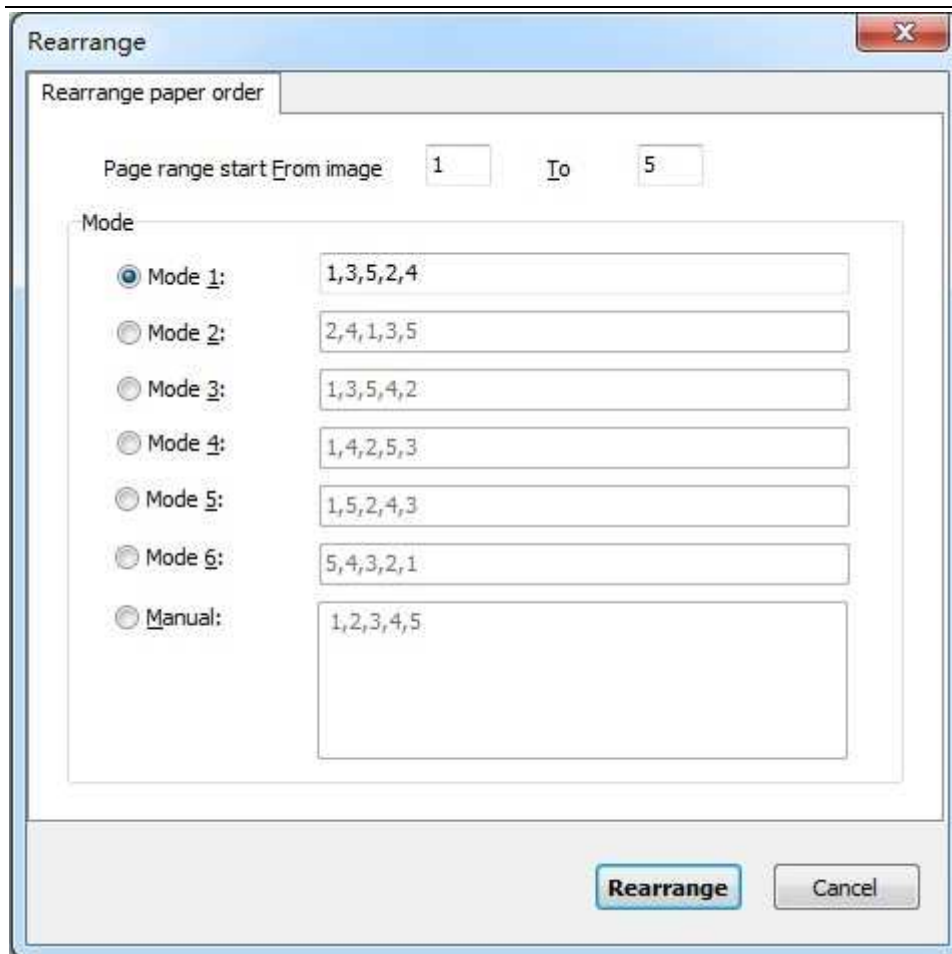 Rearrange
Rearrange paper order
Page range start From image 1 To 5
Mode
Mode 1: 1,3,5,2,4
Mode 2: 2,4,1,3,5
Mode 3: 1,3,5,4,2
Mode 4: 1,4,2,5,3
Mode 5: 1,5,2,4,3
Mode 6: 5,4,3,2,1
Manual: 1,2,3,4,5
Rearrange Cancel